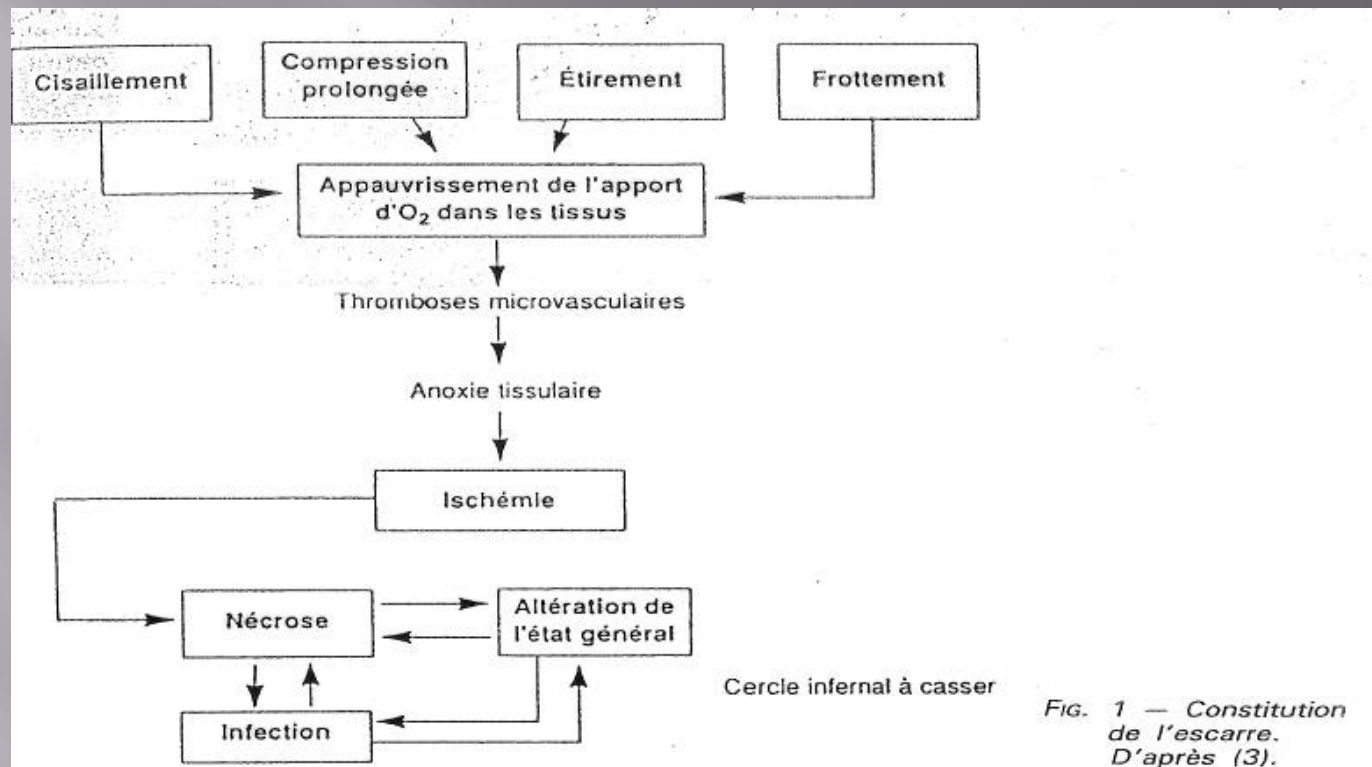 Cisaillement
Compression
prolongée
Étirement
Frottement
Appauvrissement de l'apport
d'O₂ dans les tissus
Thromboses microvasculaires
Anoxie tissulaire
Ischémie
Nécrose
Altération de
l'état général
Infection
Cercle infernal à casser
FIG. 1 — Constitution
de l'escarre.
D'après (3).